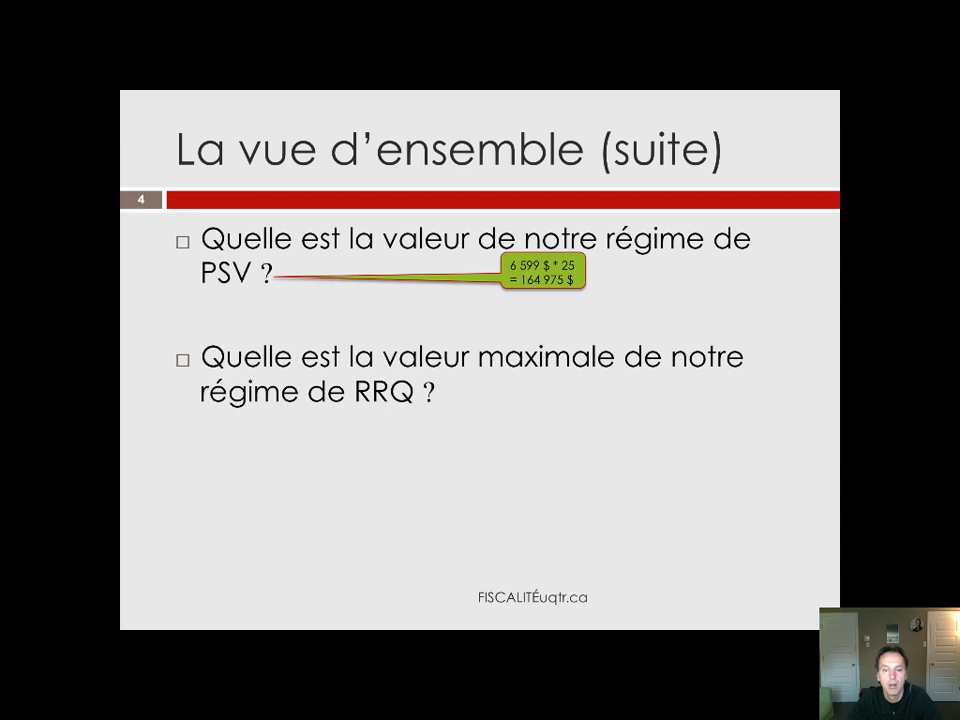 La vue d’ensemble (suite)
4
Quelle est la valeur de notre régime de
PSV ?
6 599 $ * 25
= 164 975 $
Quelle est la valeur maximale de notre
régime de RRQ ?
FISCALITÉuqtr.ca